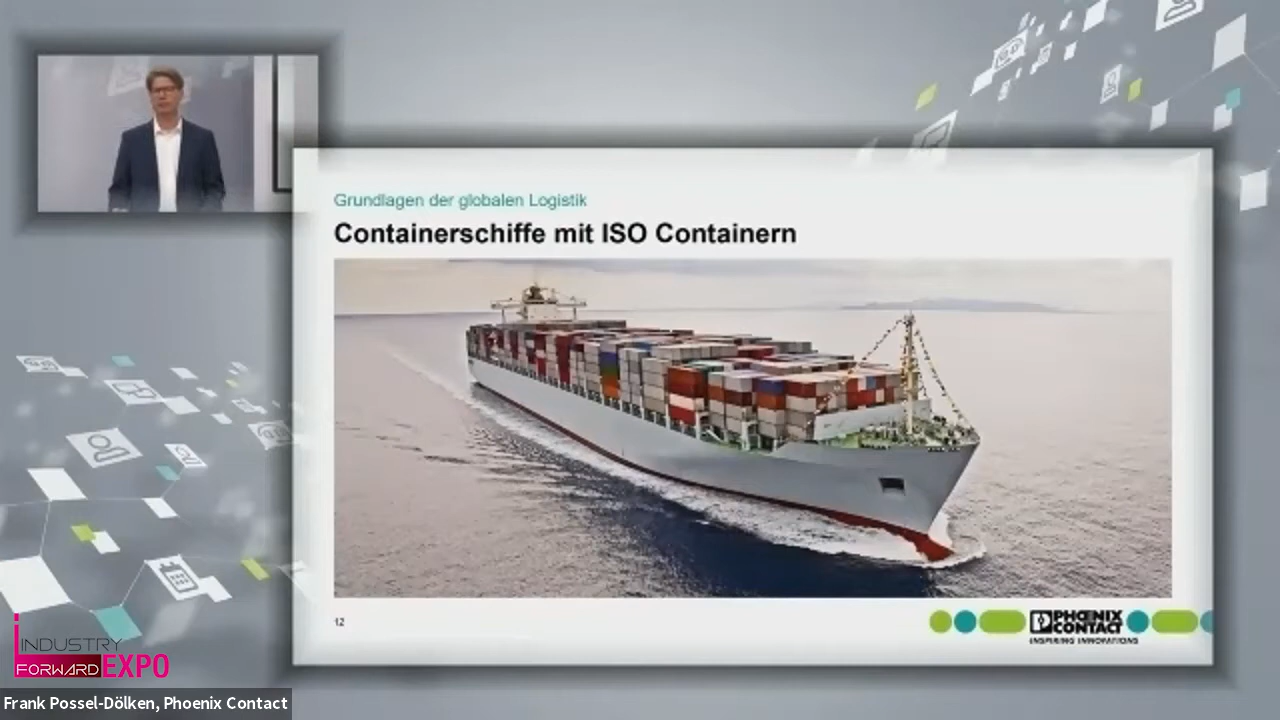 Grundlagen der globalen Logistik
Containerschiffe mit ISO Containern
12
PHŒNIX
CONTACT
INSPIRING INNOVATIONS
INDUSTRY
FORWARD EXPO
Frank Possel-Dölken, Phoenix Contact